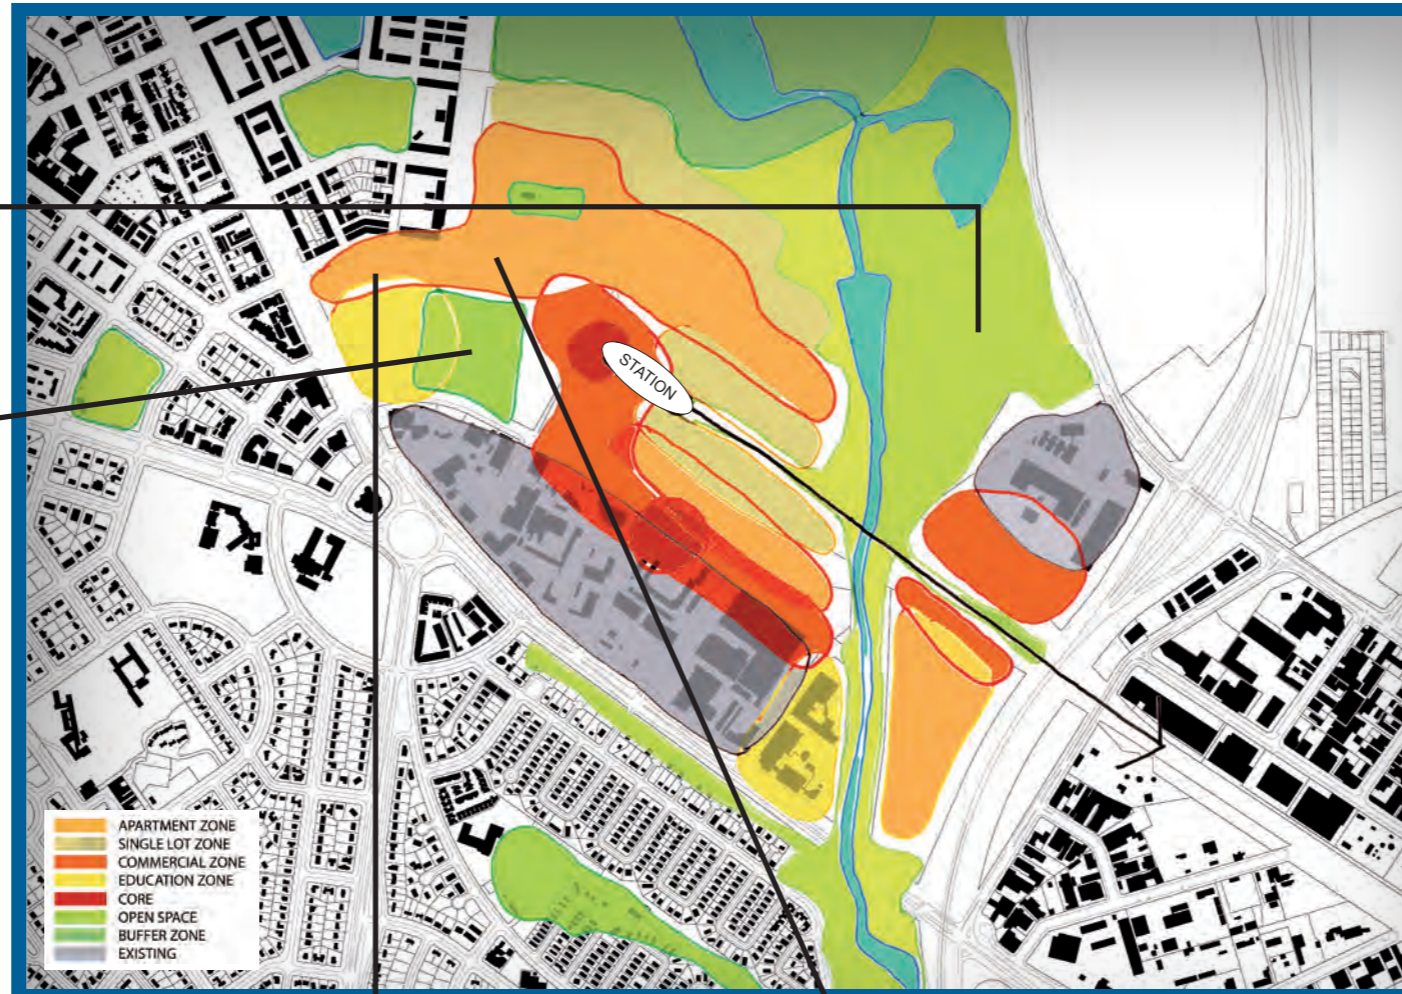 STATION
APARTMENT ZONE
SINGLE LOT ZONE
COMMERCIAL ZONE
EDUCATION ZONE
CORE
OPEN SPACE
BUFFER ZONE
EXISTING